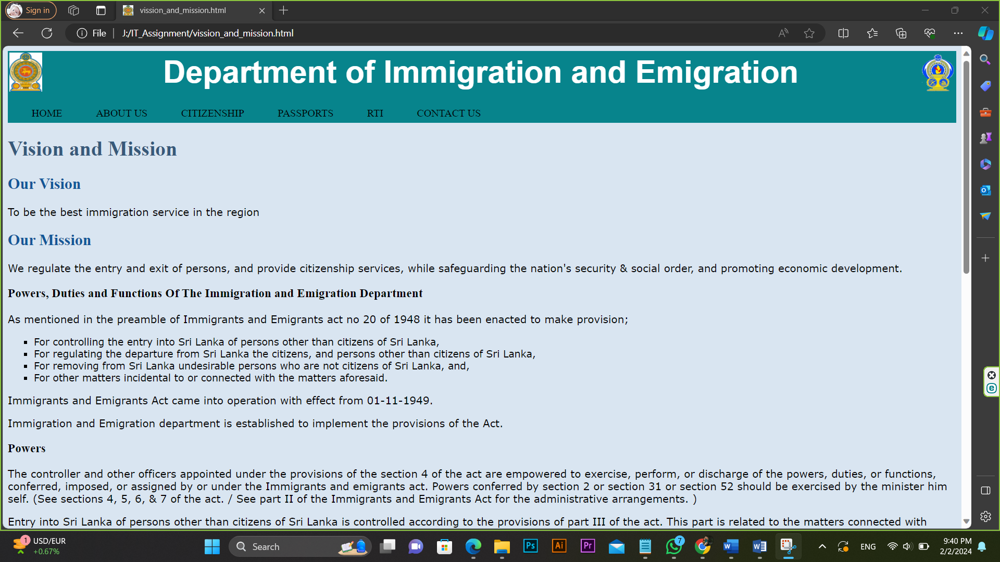 Sign in
vission_and_mission.html
File
J:/IT_Assignment/vission_and_mission.html
Department of Immigration and Emigration
HOME ABOUT US CITIZENSHIP PASSPORTS RTI CONTACT US
Vision and Mission
Our Vision
To be the best immigration service in the region
Our Mission
We regulate the entry and exit of persons, and provide citizenship services, while safeguarding the nation's security & social order, and promoting economic development.
Powers, Duties and Functions Of The Immigration and Emigration Department
As mentioned in the preamble of Immigrants and Emigrants act no 20 of 1948 it has been enacted to make provision;
For controlling the entry into Sri Lanka of persons other than citizens of Sri Lanka,
For regulating the departure from Sri Lanka the citizens, and persons other than citizens of Sri Lanka,
For removing from Sri Lanka undesirable persons who are not citizens of Sri Lanka, and,
For other matters incidental to or connected with the matters aforesaid.
Immigrants and Emigrants Act came into operation with effect from 01-11-1949.
Immigration and Emigration department is established to implement the provisions of the Act.
Powers
The controller and other officers appointed under the provisions of the section 4 of the act are empowered to exercise, perform, or discharge of the powers, duties, or functions,
conferred, imposed, or assigned by or under the Immigrants and emigrants act. Powers conferred by section 2 or section 31 or section 52 should be exercised by the minister him
self. (See sections 4, 5, 6, & 7 of the act. / See part II of the Immigrants and Emigrants Act for the administrative arrangements. )
Entry into Sri Lanka of persons other than citizens of Sri Lanka is controlled according to the provisions of part III of the act. This part is related to the matters connected with
1
USD/EUR
+0.67%
Search
Ps
Ai
Pr
7
W
W
ENG
9:40 PM
2/2/2024